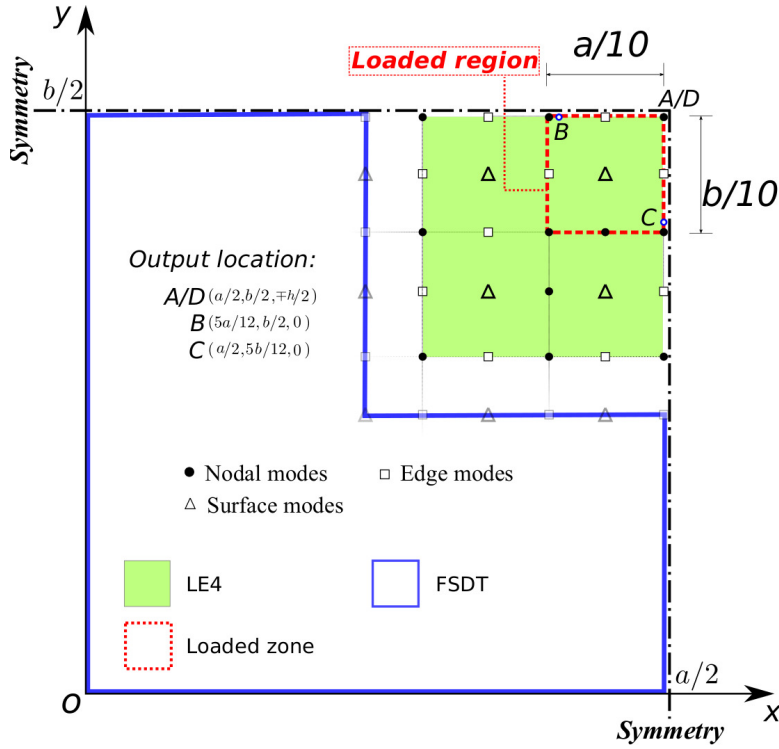 y
a/10
Loaded region
b/2
A/D
Symmetry
B
b/10
C
Output location:
A/D (a/2,b/2,∓h/2)
B (5a/12,b/2,0)
C (a/2,5b/12,0)
● Nodal modes
□ Edge modes
△ Surface modes
LE4
FSDT
Loaded zone
a/2
O
x
Symmetry